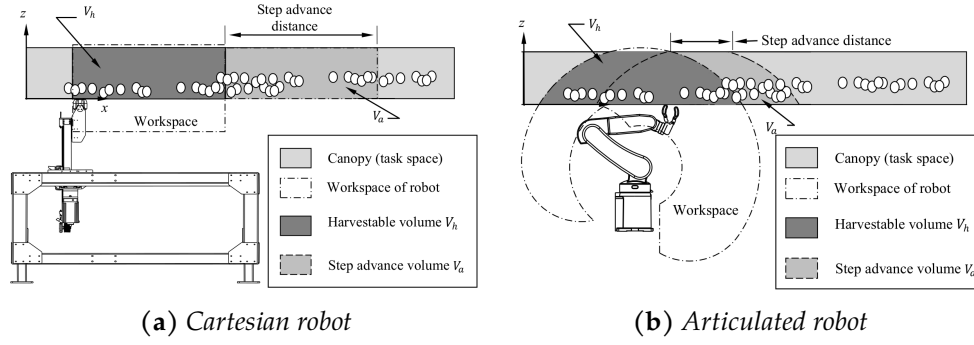 z
V_h
Step advance
distance
x
Workspace
V_a
Canopy (task space)
Workspace of robot
Harvestable volume V_h
Step advance volume V_a
(a) Cartesian robot
z
V_h
Step advance distance
V_a
Workspace
Canopy (task space)
Workspace of robot
Harvestable volume V_h
Step advance volume V_a
(b) Articulated robot